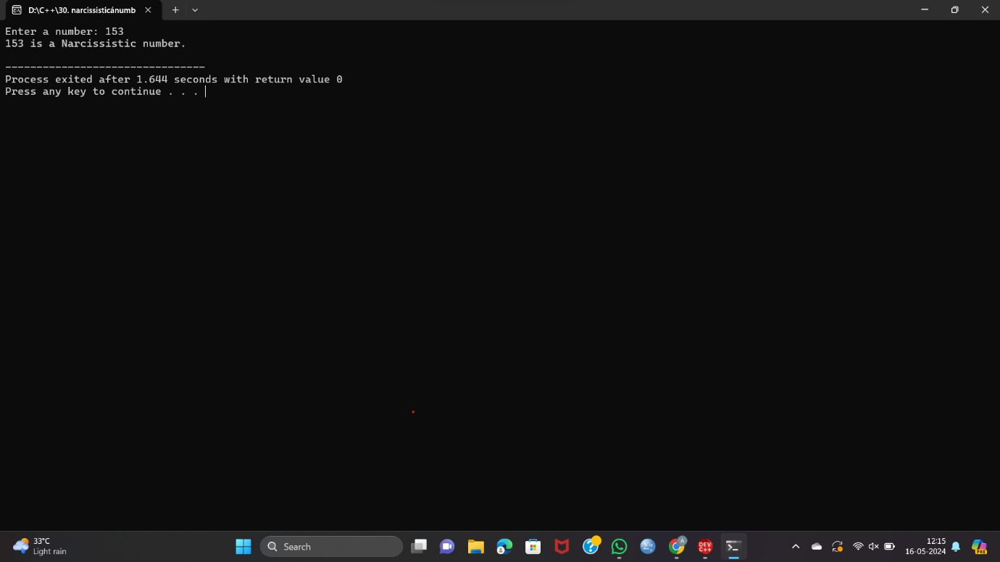 D:\C++\30. narcissisticánumb
Enter a number: 153
153 is a Narcissistic number.
--------------------------------
Process exited after 1.644 seconds with return value 0
Press any key to continue . . .
33°C
Light rain
Search
A
DEV
C++
12:15
16-05-2024
PRE